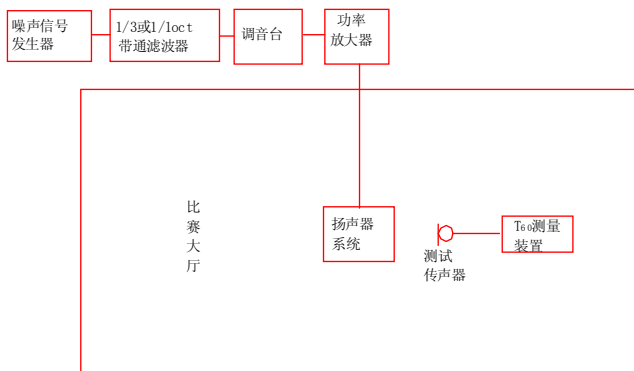 噪声信号
发生器
1/3或1/1oct
带通滤波器
调音台
功率
放大器
比
赛
大
厅
扬声器
系统
测试
传声器
T₆₀测量
装置